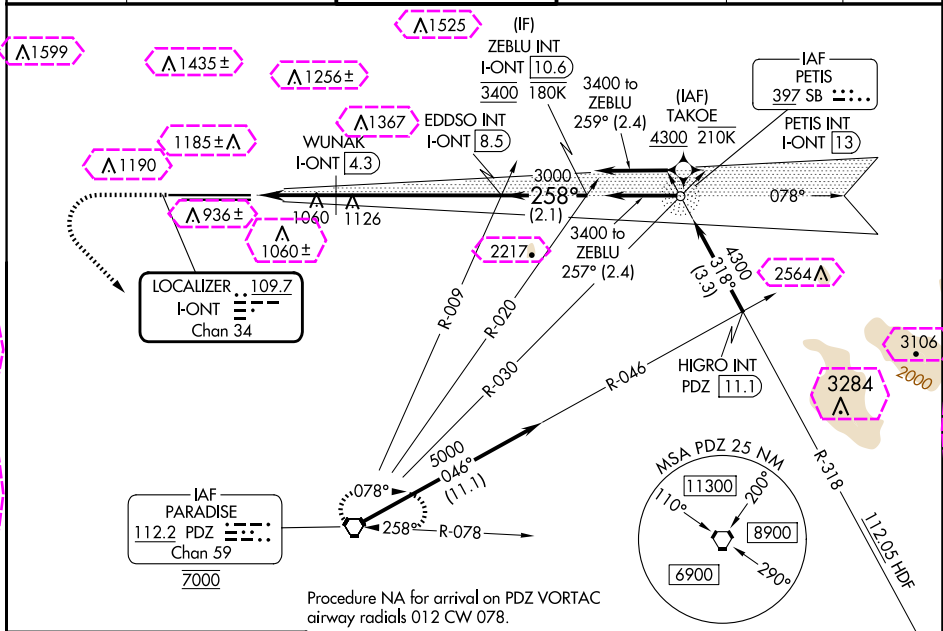 1599
1435 ±
1256 ±
1525
1367
1185 ±
1190
936 ±
1060 ±
1060
1126
WUNAK
I-ONT 4.3
EDDSO INT
I-ONT 8.5
(IF)
ZEBLU INT
I-ONT 10.6
3400 180K
3400 to
ZEBLU
259° (2.4)
(IAF)
TAKOE
4300 210K
IAF
PETIS
397 SB
PETIS INT
I-ONT 13
3000
258°
(2.1)
078°
3400 to
ZEBLU
257° (2.4)
2217
4300
318°
(3.3)
2564
LOCALIZER 109.7
I-ONT
Chan 34
R-009
R-020
R-030
R-046
HIGRO INT
PDZ 11.1
3106
2000
3284
R-318
112.05 HDF
5000
046°
(11.1)
078°
258°
R-078
IAF
PARADISE
112.2 PDZ
Chan 59
7000
MSA PDZ 25 NM
11300
110°
200°
8900
6900
290°
Procedure NA for arrival on PDZ VORTAC
airway radials 012 CW 078.